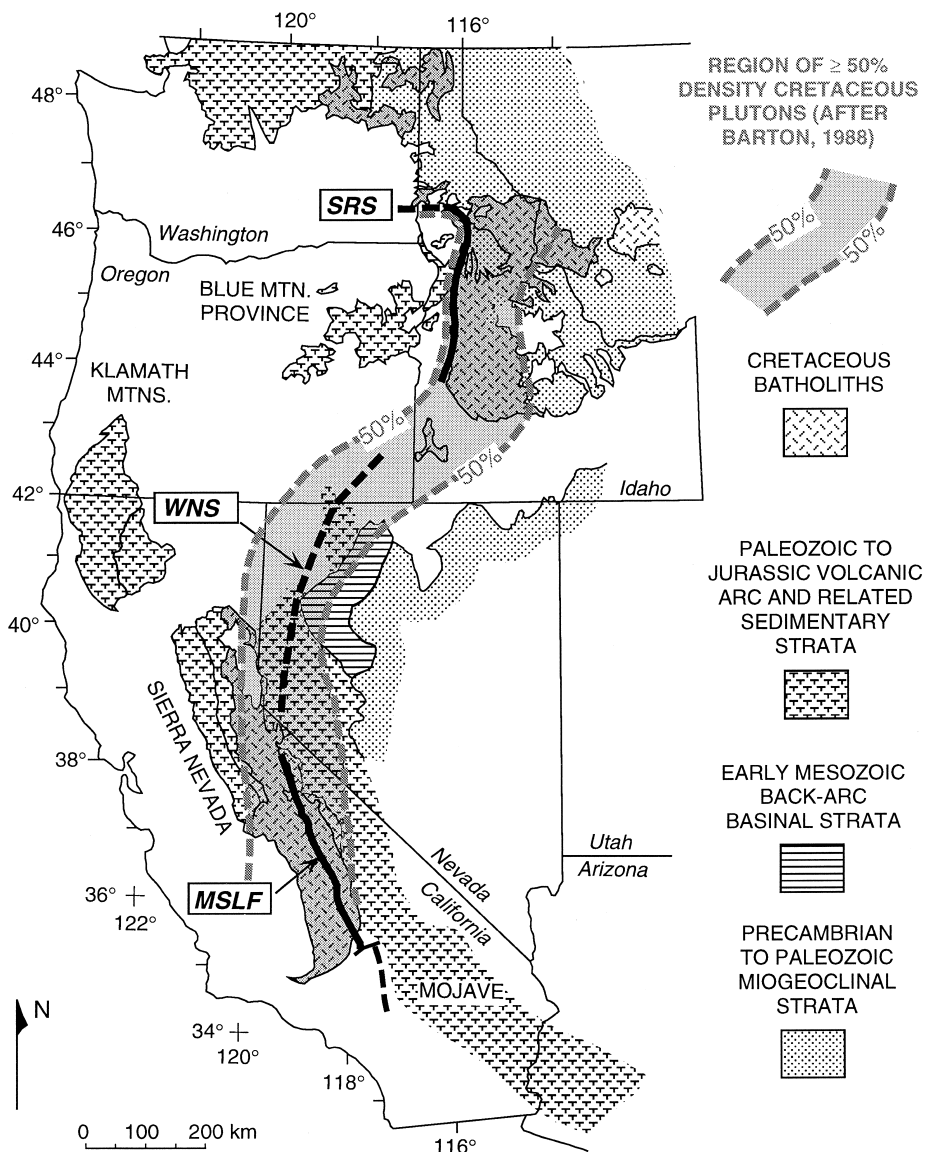 120°
116°
48°
46°
44°
42°
40°
38°
36°
122°
34°
120°
118°
116°
SRS
Washington
Oregon
BLUE MTN.
PROVINCE
KLAMATH
MTNS.
50%
50%
WNS
Idaho
SIERRA NEVADA
Utah
Arizona
Nevada
California
MSLF
MOJAVE
N
0 100 200 km
REGION OF ≥ 50%
DENSITY CRETACEOUS
PLUTONS (AFTER
BARTON, 1988)
50%
50%
CRETACEOUS
BATHOLITHS
PALEOZOIC TO
JURASSIC VOLCANIC
ARC AND RELATED
SEDIMENTARY
STRATA
EARLY MESOZOIC
BACK-ARC
BASINAL STRATA
PRECAMBRIAN
TO PALEOZOIC
MIOGEOCLINAL
STRATA